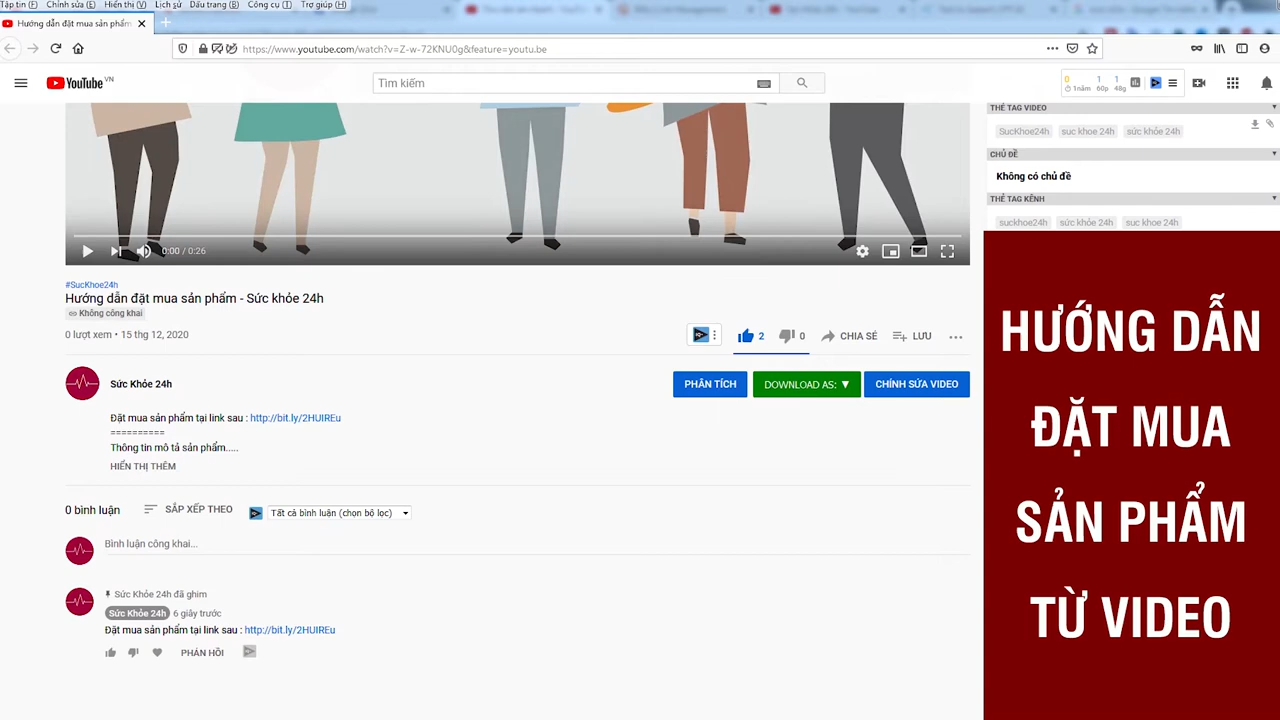 Tập tin (F) Chỉnh sửa (E) Hiển thị (V) Lịch sử Dấu trang (B) Công cụ (T) Trợ giúp (H)
Hướng dẫn đặt mua sản phẩm
https://www.youtube.com/watch?v=Z-w-72KNU0g&feature=youtu.be
YouTube VN
Tìm kiếm
0 1 1
1năm 60p 48g
THẺ TAG VIDEO
SucKhoe24h suc khoe 24h sức khỏe 24h
CHỦ ĐỀ
Không có chủ đề
THẺ TAG KÊNH
suckhoe24h sức khỏe 24h suc khoe 24h
0:00 / 0:26
#SucKhoe24h
Hướng dẫn đặt mua sản phẩm - Sức khỏe 24h
Không công khai
0 lượt xem • 15 thg 12, 2020
2 0 CHIA SẺ LƯU
Sức Khỏe 24h
PHÂN TÍCH DOWNLOAD AS: ▼ CHỈNH SỬA VIDEO
Đặt mua sản phẩm tại link sau : http://bit.ly/2HUIREu
==========
Thông tin mô tả sản phẩm.....
HIỂN THỊ THÊM
0 bình luận SẮP XẾP THEO Tất cả bình luận (chọn bộ lọc)
Bình luận công khai...
Sức Khỏe 24h đã ghim
Sức Khỏe 24h 6 giây trước
Đặt mua sản phẩm tại link sau : http://bit.ly/2HUIREu
PHẢN HỒI
HƯỚNG DẪN
ĐẶT MUA
SẢN PHẨM
TỪ VIDEO